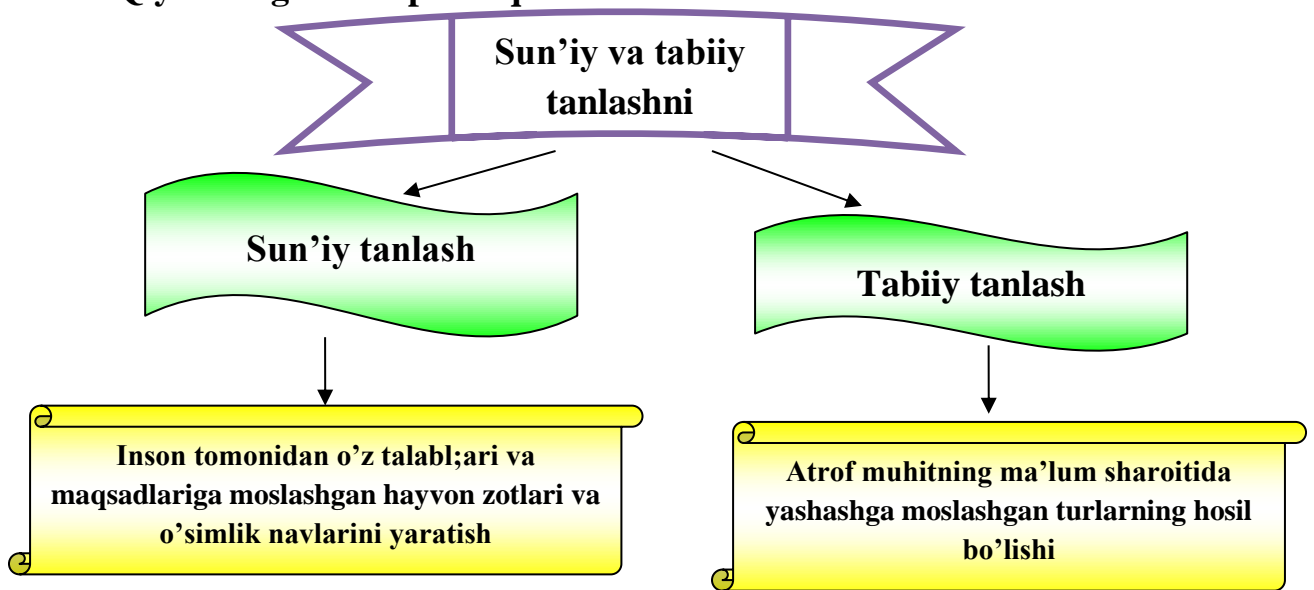 Sun’iy va tabiiy
tanlashni
Sun’iy tanlash
Tabiiy tanlash
Inson tomonidan o’z talabl;ari va
maqsadlariga moslashgan hayvon zotlari va
o’simlik navlarini yaratish
Atrof muhitning ma’lum sharoitida
yashashga moslashgan turlarning hosil
bo’lishi